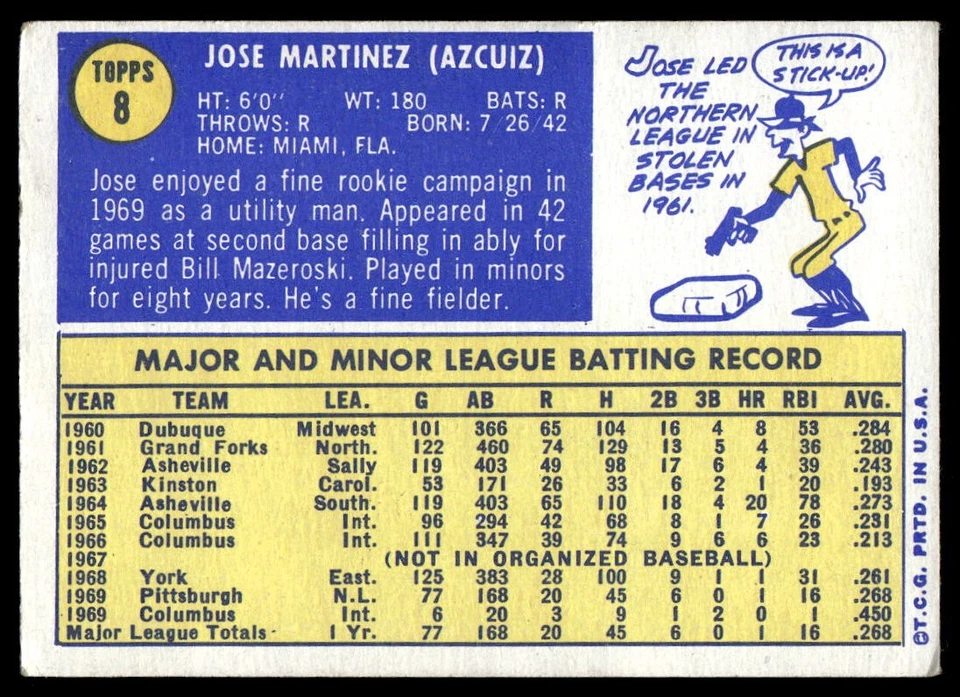 TOPPS
8
JOSE MARTINEZ (AZCUIZ)
HT: 6'0" WT: 180 BATS: R
THROWS: R BORN: 7/26/42
HOME: MIAMI, FLA.
Jose enjoyed a fine rookie campaign in
1969 as a utility man. Appeared in 42
games at second base filling in ably for
injured Bill Mazeroski. Played in minors
for eight years. He's a fine fielder.
JOSE LED
THE
NORTHERN
LEAGUE IN
STOLEN
BASES IN
1961.
THIS IS A
STICK-UP!
MAJOR AND MINOR LEAGUE BATTING RECORD
YEAR TEAM LEA. G AB R H 2B 3B HR RBI AVG.
1960 Dubuque Midwest 101 366 65 104 16 4 8 53 .284
1961 Grand Forks North. 122 460 74 129 13 5 4 36 .280
1962 Asheville Sally 119 403 49 98 17 6 4 39 .243
1963 Kinston Carol. 53 171 26 33 6 2 1 20 .193
1964 Asheville South. 119 403 65 110 18 4 20 78 .273
1965 Columbus Int. 96 294 42 68 8 1 7 26 .231
1966 Columbus Int. 111 347 39 74 9 6 6 23 .213
1967 (NOT IN ORGANIZED BASEBALL)
1968 York East. 125 383 28 100 9 1 1 31 .261
1969 Pittsburgh N.L. 77 168 20 45 6 0 1 16 .268
1969 Columbus Int. 6 20 3 9 1 2 0 1 .450
Major League Totals 1 Yr. 77 168 20 45 6 0 1 16 .268
©T.C.G. PRTD. IN U.S.A.